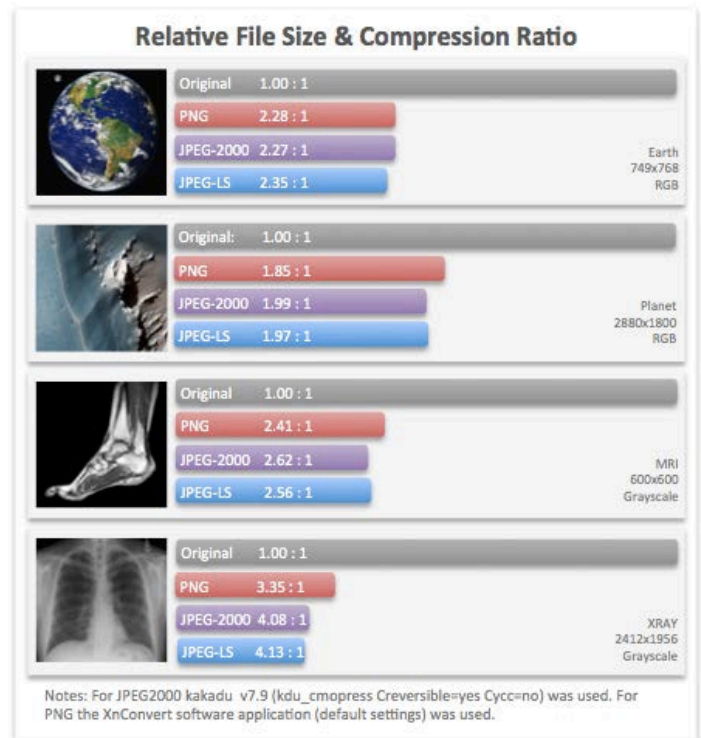 Relative File Size & Compression Ratio
Original 1.00 : 1
PNG 2.28 : 1
JPEG-2000 2.27 : 1
JPEG-LS 2.35 : 1
Earth
749x768
RGB
Original: 1.00 : 1
PNG 1.85 : 1
JPEG-2000 1.99 : 1
JPEG-LS 1.97 : 1
Planet
2880x1800
RGB
Original 1.00 : 1
PNG 2.41 : 1
JPEG-2000 2.62 : 1
JPEG-LS 2.56 : 1
MRI
600x600
Grayscale
Original 1.00 : 1
PNG 3.35 : 1
JPEG-2000 4.08 : 1
JPEG-LS 4.13 : 1
XRAY
2412x1956
Grayscale
Notes: For JPEG2000 kakadu v7.9 (kdu_cmopress Creversible=yes Cycc=no) was used. For
PNG the XnConvert software application (default settings) was used.